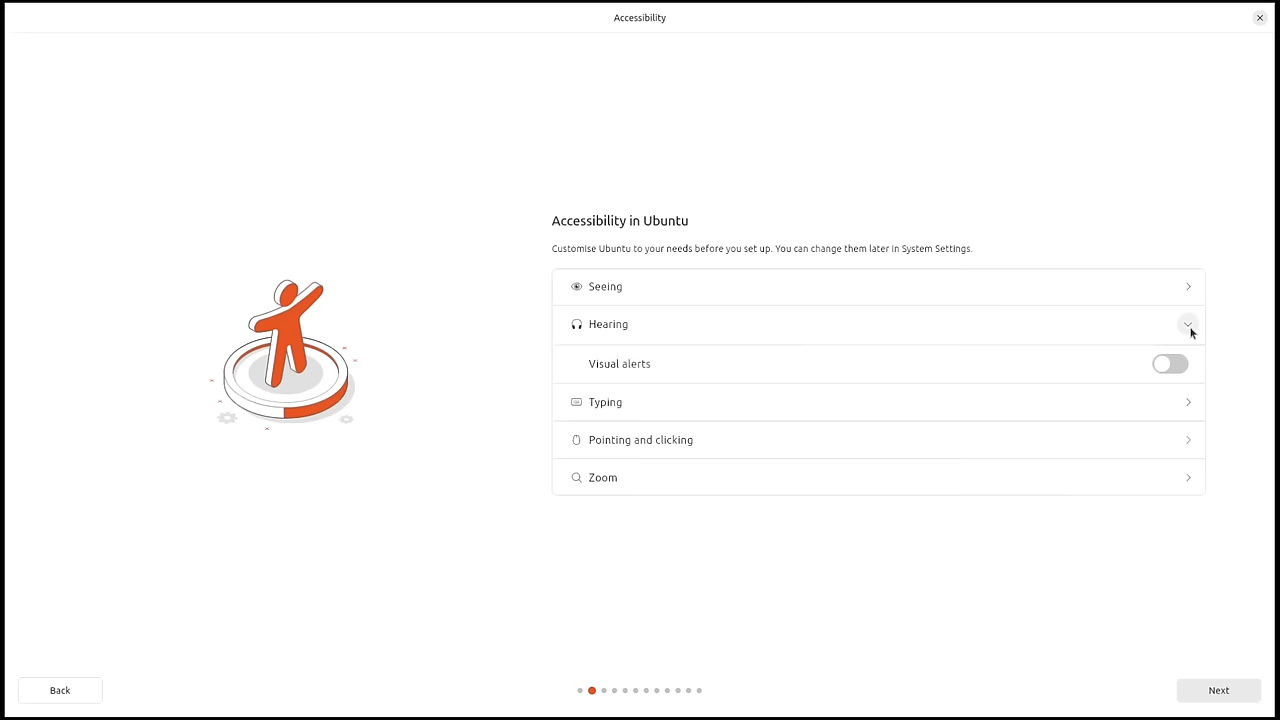 Accessibility
Accessibility in Ubuntu
Customise Ubuntu to your needs before you set up. You can change them later in System Settings.
Seeing
Hearing
Visual alerts
Typing
Pointing and clicking
Zoom
Back
Next